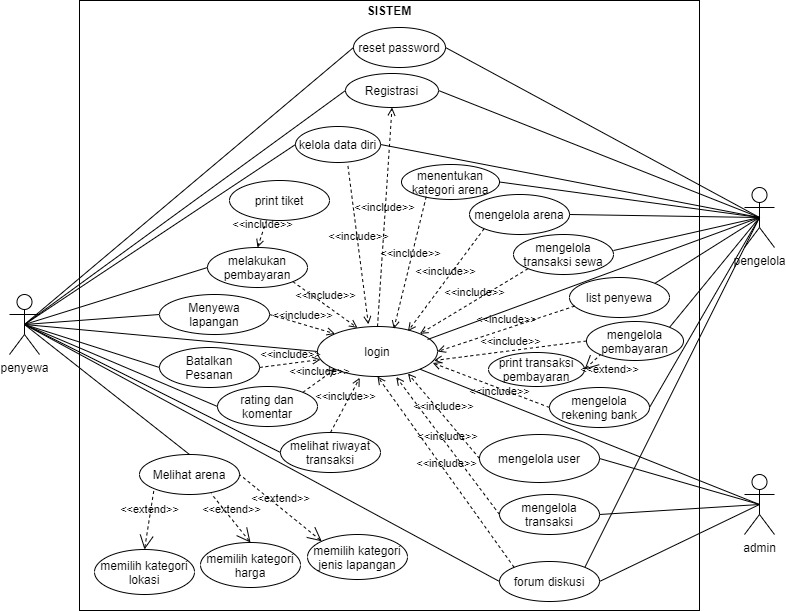 SISTEM
reset password
Registrasi
kelola data diri
menentukan
kategori arena
print tiket
<<include>>
<<include>>
mengelola arena
<<include>>
<<include>>
mengelola
transaksi sewa
melakukan
pembayaran
pengelola
<<include>>
<<include>>
<<include>>
list penyewa
Menyewa
lapangan
<<include>>
<<include>>
mengelola
pembayaran
<<include>>
login
penyewa
Batalkan
Pesanan
<<include>>
print transaksi
pembayaran
<<extend>>
<<include>>
rating dan
komentar
<<include>>
<<include>>
<<include>>
mengelola
rekening bank
melihat riwayat
transaksi
<<include>>
<<include>>
mengelola user
Melihat arena
<<extend>>
<<extend>>
<<extend>>
mengelola
transaksi
admin
memilih kategori
lokasi
memilih kategori
harga
memilih kategori
jenis lapangan
forum diskusi